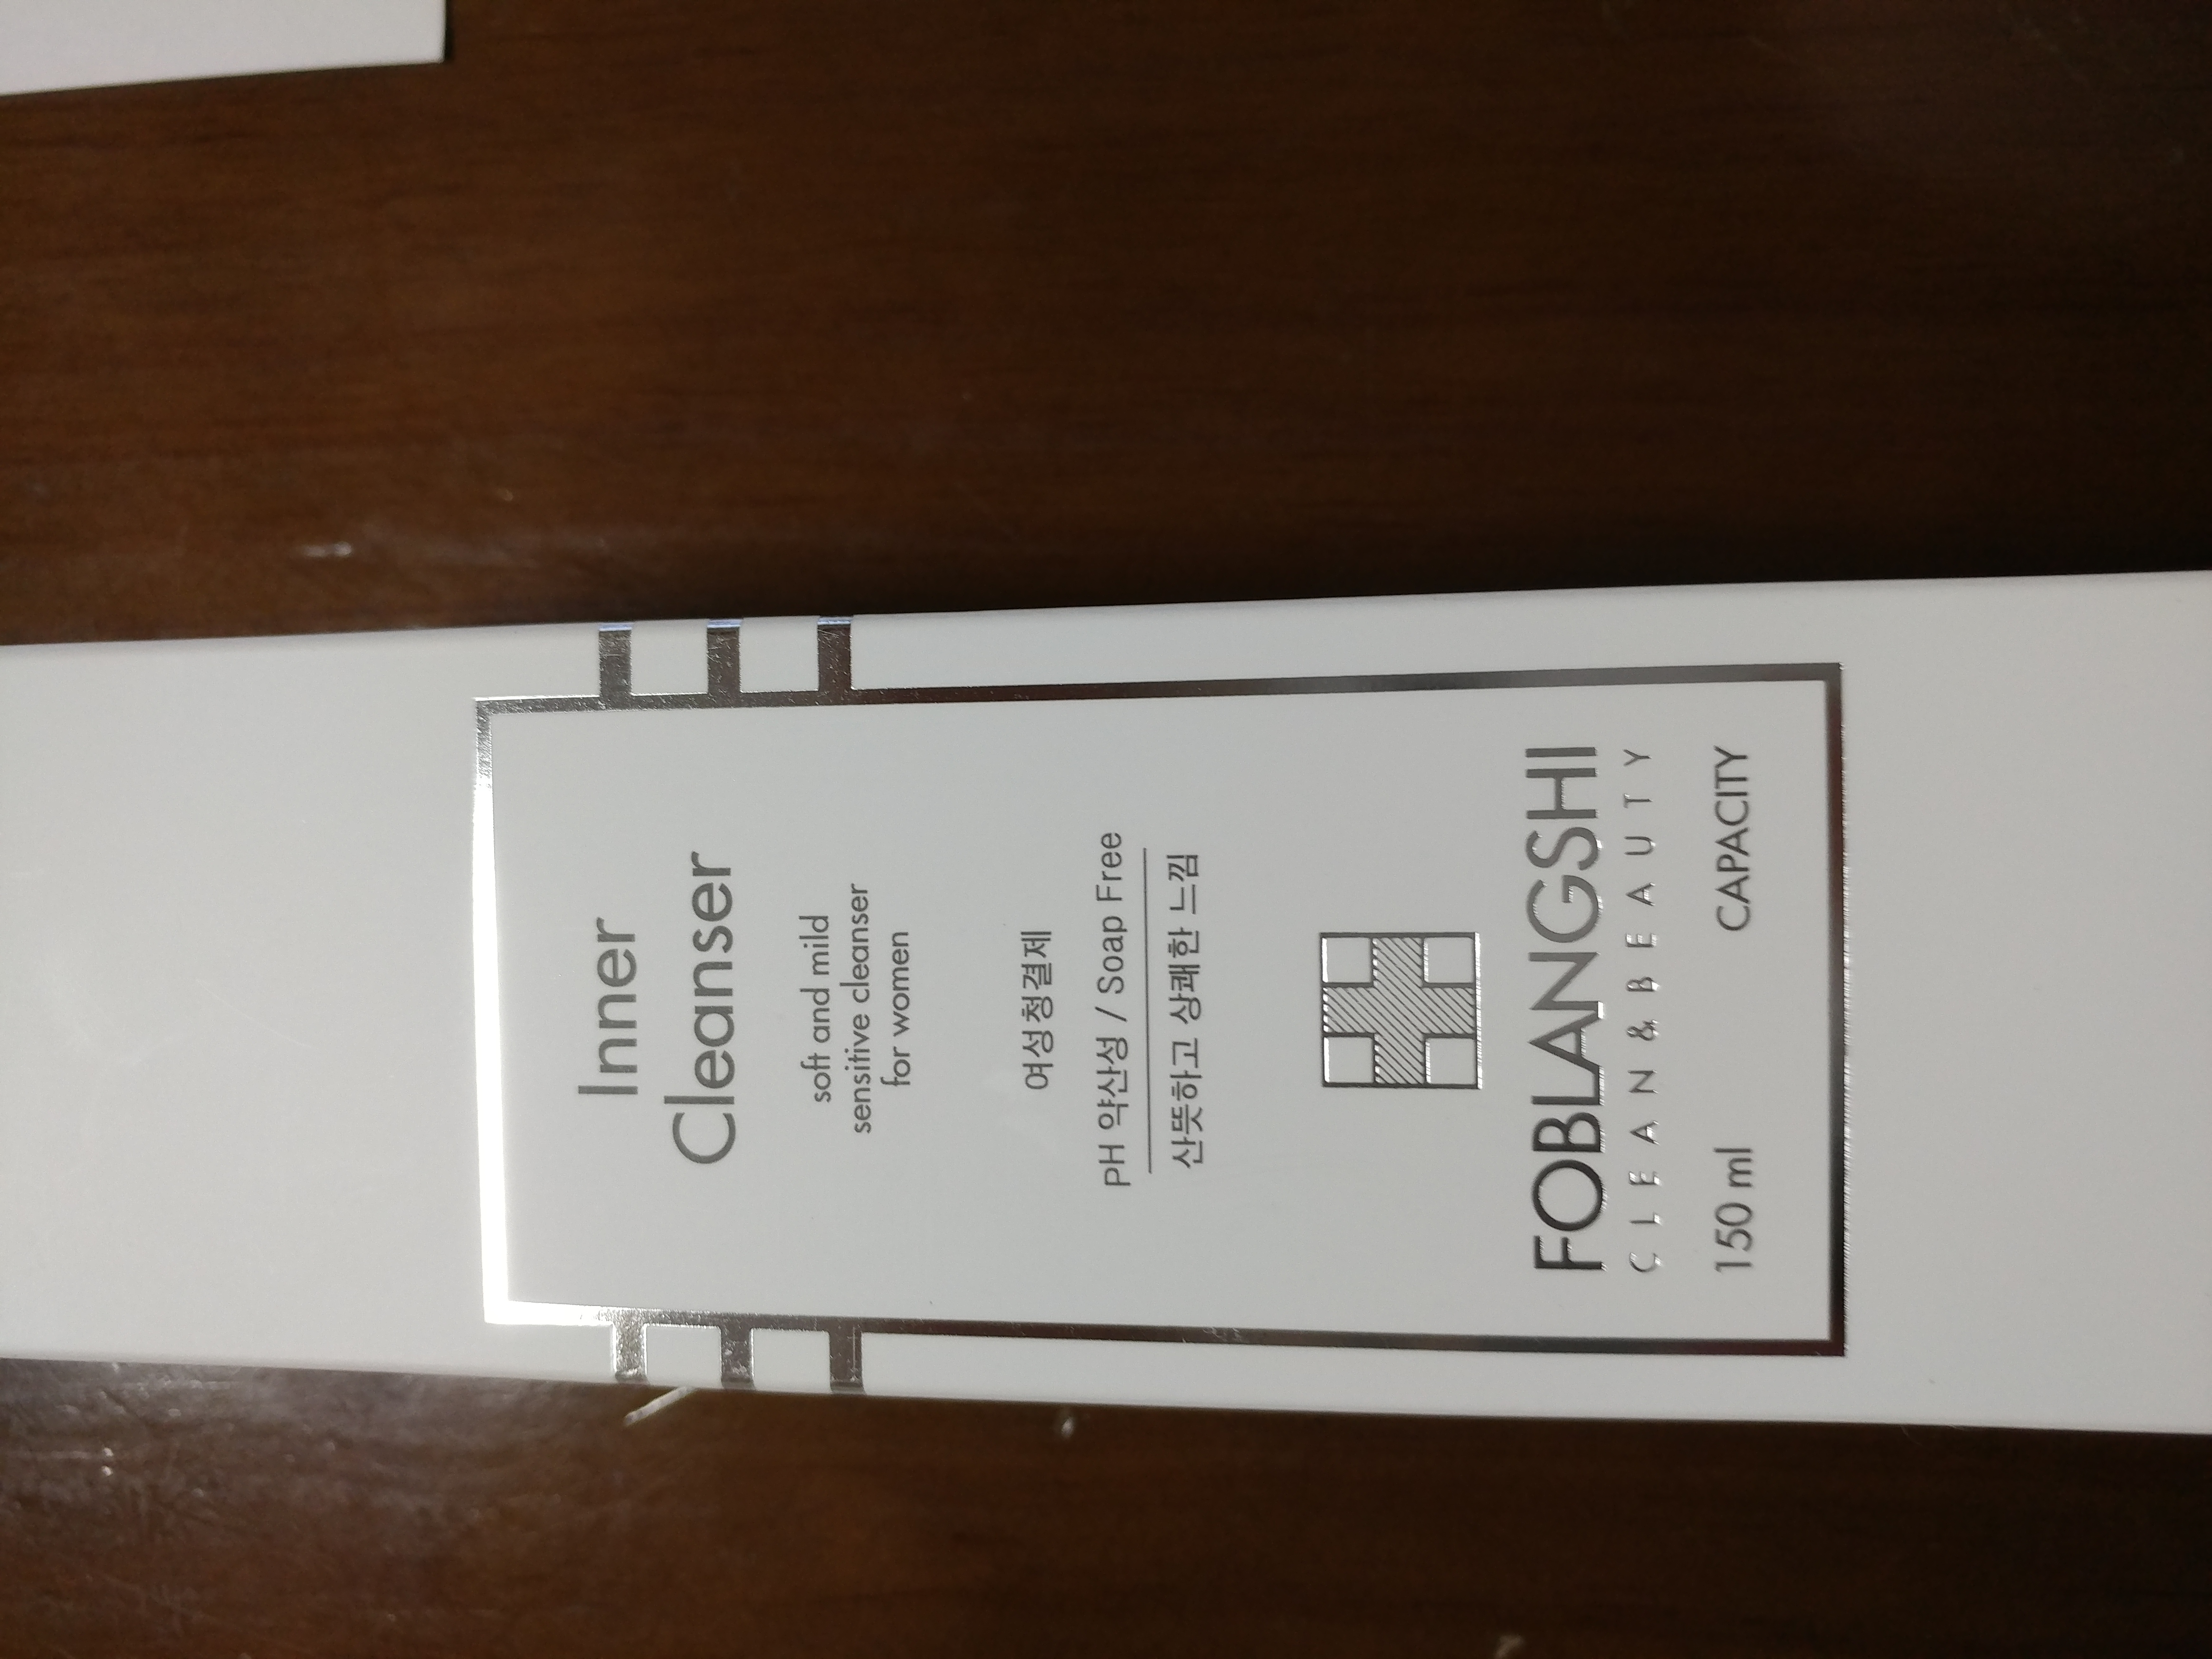 Inner
Cleanser
soft and mild
sensitive cleanser
for women
여성청결제
PH 약산성 / Soap Free
산뜻하고 상쾌한 느낌
FOBLANGSHI
CLEAN & BEAUTY
150 ml CAPACITY